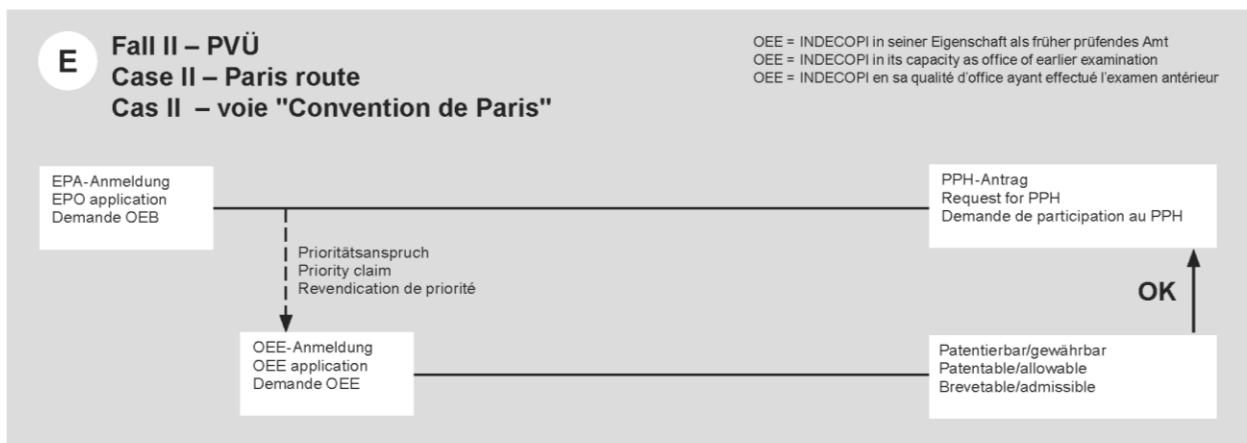 E
Fall II – PVÜ
Case II – Paris route
Cas II – voie "Convention de Paris"
OEE = INDECOPI in seiner Eigenschaft als früher prüfendes Amt
OEE = INDECOPI in its capacity as office of earlier examination
OEE = INDECOPI en sa qualité d'office ayant effectué l'examen antérieur
EPA-Anmeldung
EPO application
Demande OEB
PPH-Antrag
Request for PPH
Demande de participation au PPH
Prioritätsanspruch
Priority claim
Revendication de priorité
OK
OEE-Anmeldung
OEE application
Demande OEE
Patentierbar/gewährbar
Patentable/allowable
Brevetable/admissible